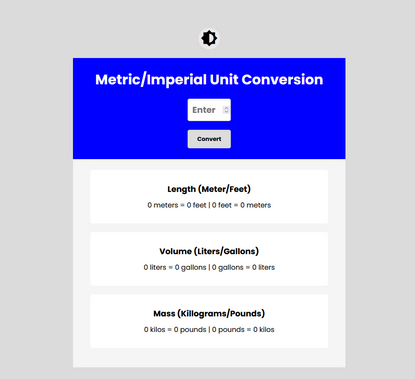 Metric/Imperial Unit Conversion
Enter
Convert
Length (Meter/Feet)
0 meters = 0 feet | 0 feet = 0 meters
Volume (Liters/Gallons)
0 liters = 0 gallons | 0 gallons = 0 liters
Mass (Killograms/Pounds)
0 kilos = 0 pounds | 0 pounds = 0 kilos